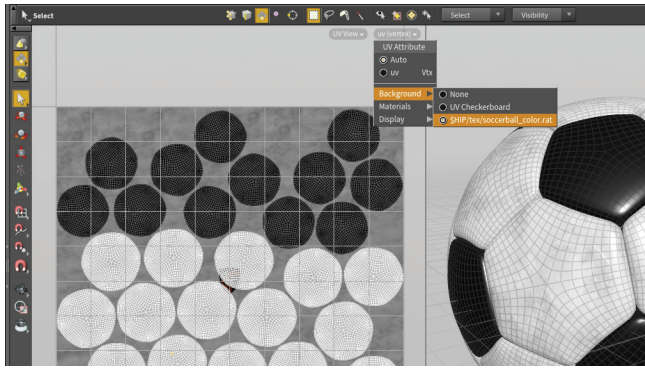 Select
Select
Visibility
UV View
uv (vertex)
UV Attribute
Auto
uv Vtx
Background
Materials
Display
None
UV Checkerboard
$HIP/tex/soccerball_color.rat